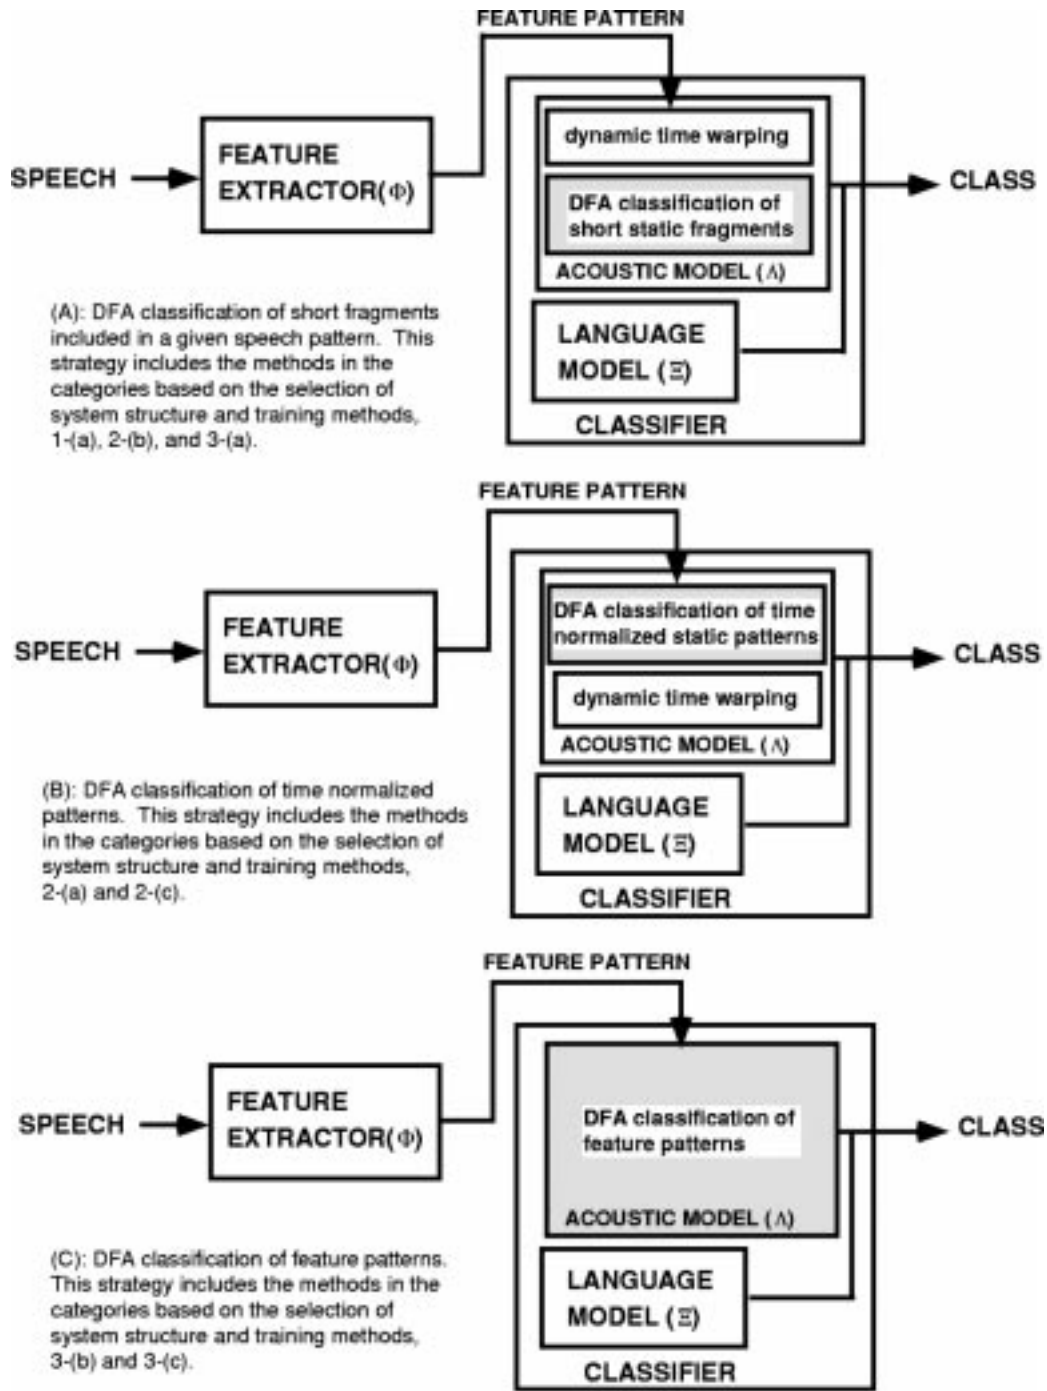 FEATURE PATTERN
SPEECH
FEATURE
EXTRACTOR(Φ)
dynamic time warping
DFA classification of
short static fragments
ACOUSTIC MODEL (Λ)
CLASS
LANGUAGE
MODEL (Ξ)
CLASSIFIER
(A): DFA classification of short fragments
included in a given speech pattern. This
strategy includes the methods in the
categories based on the selection of
system structure and training methods,
1-(a), 2-(b), and 3-(a).
FEATURE PATTERN
SPEECH
FEATURE
EXTRACTOR(Φ)
DFA classification of time
normalized static patterns
dynamic time warping
ACOUSTIC MODEL (Λ)
CLASS
LANGUAGE
MODEL (Ξ)
CLASSIFIER
(B): DFA classification of time normalized
patterns. This strategy includes the methods
in the categories based on the selection of
system structure and training methods,
2-(a) and 2-(c).
FEATURE PATTERN
SPEECH
FEATURE
EXTRACTOR(Φ)
DFA classification of
feature patterns
ACOUSTIC MODEL (Λ)
CLASS
LANGUAGE
MODEL (Ξ)
CLASSIFIER
(C): DFA classification of feature patterns.
This strategy includes the methods in the
categories based on the selection of
system structure and training methods,
3-(b) and 3-(c).